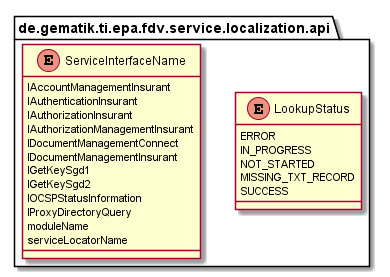 de.gematik.ti.epa.fdv.service.localization.api
E ServiceInterfaceName
IAccountManagementInsurant
IAuthenticationInsurant
IAuthorizationInsurant
IAuthorizationManagementInsurant
IDocumentManagementConnect
IDocumentManagementInsurant
IGetKeySgd1
IGetKeySgd2
IOCSPStatusInformation
IProxyDirectoryQuery
moduleName
serviceLocatorName
E LookupStatus
ERROR
IN_PROGRESS
NOT_STARTED
MISSING_TXT_RECORD
SUCCESS